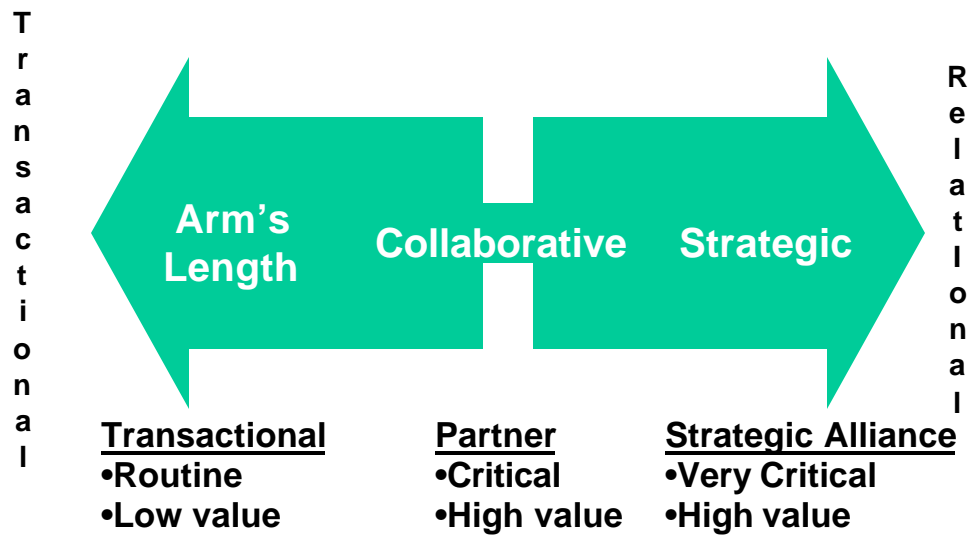 Transactional
Relatlonal
Arm’s
Length
Collaborative
Strategic
Transactional
•Routine
•Low value
Partner
•Critical
•High value
Strategic Alliance
•Very Critical
•High value